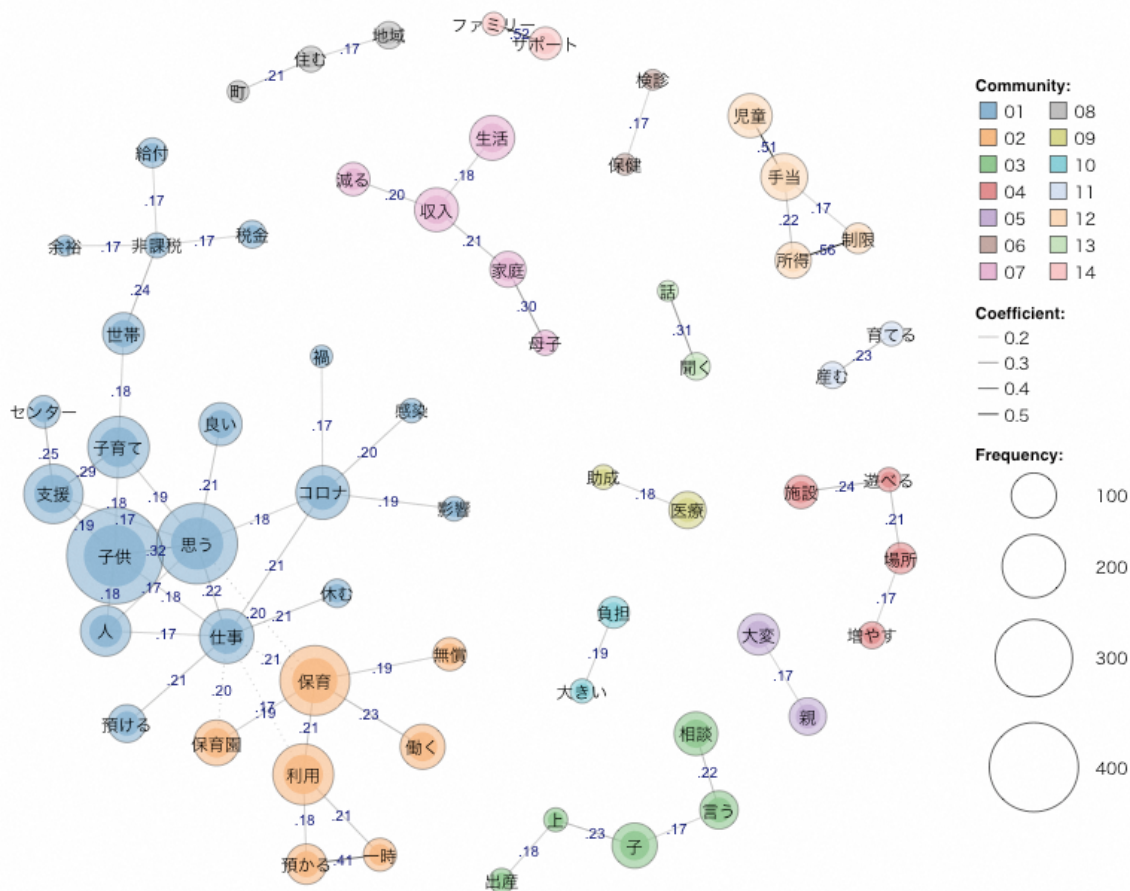 ファミリー
.52
サポート
地域
.17
住む
.21
町
検診
.17
保健
児童
.51
手当
.17
.22
制限
.56
所得
生活
.18
減る
.20
収入
.21
家庭
.30
母子
給付
.17
余裕
.17
非課税
.17
税金
.24
世帯
.18
話
.31
聞く
育てる
.23
産む
禍
.17
感染
.20
コロナ
.19
影響
センター
.25
子育て
.29
支援
良い
.21
.19
.18
.17
.19
.18
子供
.32
思う
.18
.17
.18
.22
.21
人
.17
仕事
.20
.21
休む
.21
.21
預ける
.20
.17
.19
保育
.19
無償
保育園
.21
.23
働く
利用
.18
.21
預かる
.41
一時
助成
.18
医療
施設
.24
遊べる
.21
場所
.17
増やす
負担
.19
大きい
大変
.17
親
相談
.22
言う
.17
子
.23
上
.18
出産
Community:
01 08
02 09
03 10
04 11
05 12
06 13
07 14
Coefficient:
0.2
0.3
0.4
0.5
Frequency:
100
200
300
400